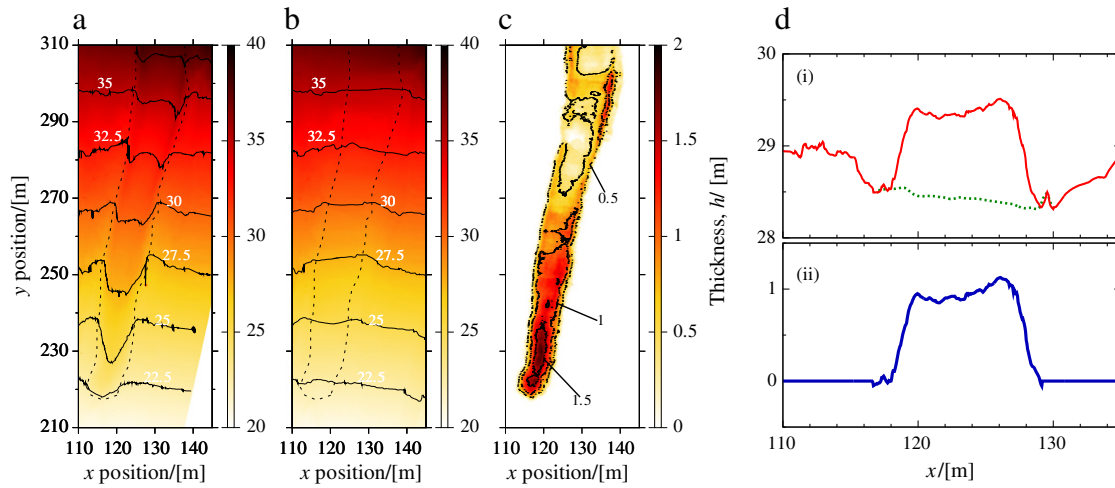 a
b
c
d
310
290
270
250
230
210
y position/[m]
110 120 130 140
x position/[m]
35
32.5
30
27.5
25
22.5
40
35
30
25
20
110 120 130 140
x position/[m]
35
32.5
30
27.5
25
22.5
40
35
30
25
20
110 120 130 140
x position/[m]
0.5
1
1.5
2
1.5
1
0.5
0
Thickness, h/ [m]
(i)
30
29
28
(ii)
1
0
110 120 130
x/[m]